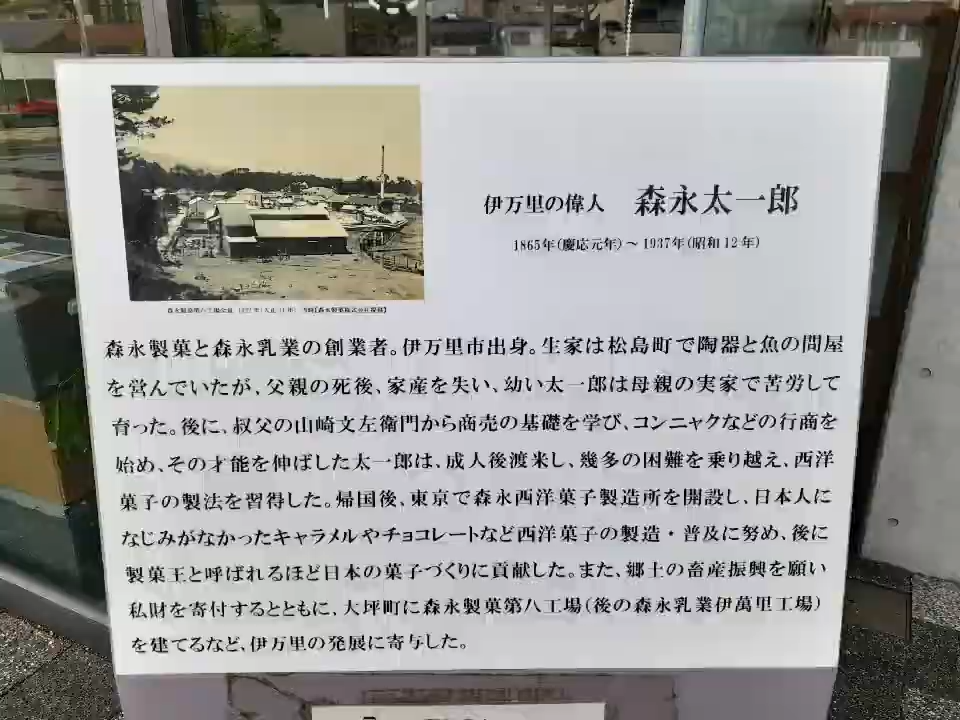 伊万里の偉人 森永太一郎
1865年(慶応元年)～1937年(昭和12年)
森永製菓と森永乳業の創業者。伊万里市出身。生家は松島町で陶器と魚の問屋
を営んでいたが、父親の死後、家産を失い、幼い太一郎は母親の実家で苦労して
育った。後に、叔父の山崎文左衛門から商売の基礎を学び、コンニャクなどの行商を
始め、その才能を伸ばした太一郎は、成人後渡米し、幾多の困難を乗り越え、西洋
菓子の製法を習得した。帰国後、東京で森永西洋菓子製造所を開設し、日本人に
なじみがなかったキャラメルやチョコレートなど西洋菓子の製造・普及に努め、後に
製菓王と呼ばれるほど日本の菓子づくりに貢献した。また、郷土の畜産振興を願い
私財を寄付するとともに、大坪町に森永製菓第八工場(後の森永乳業伊萬里工場)
を建てるなど、伊万里の発展に寄与した。